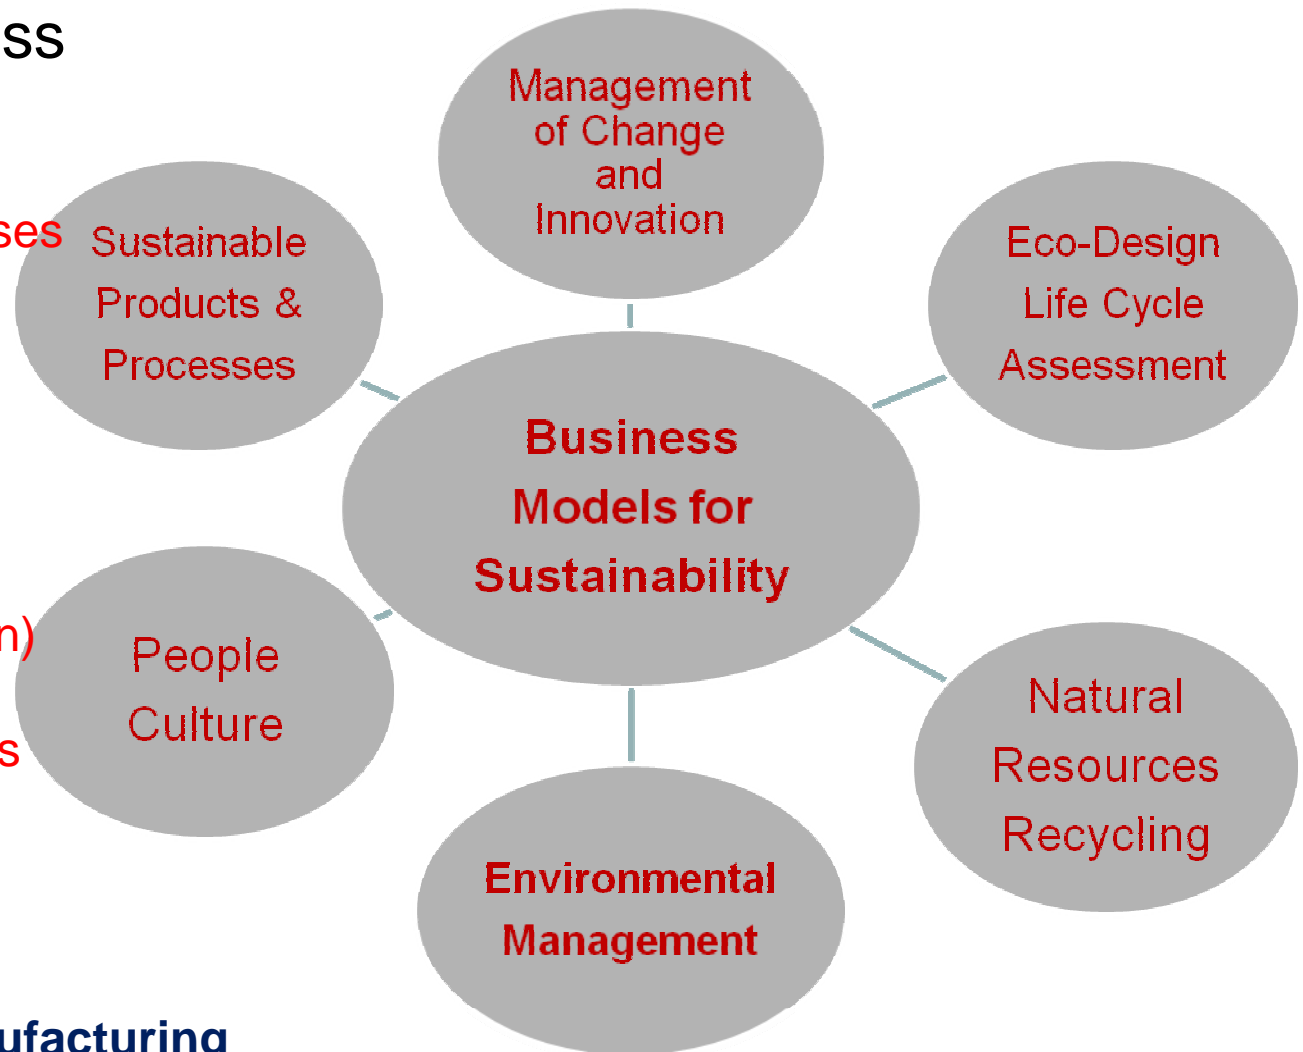 ss
Management
of Change
and
Innovation
ses
Sustainable
Products &
Processes
Eco-Design
Life Cycle
Assessment
Business
Models for
Sustainability
n)
s
People
Culture
Natural
Resources
Recycling
Environmental
Management
ufacturing